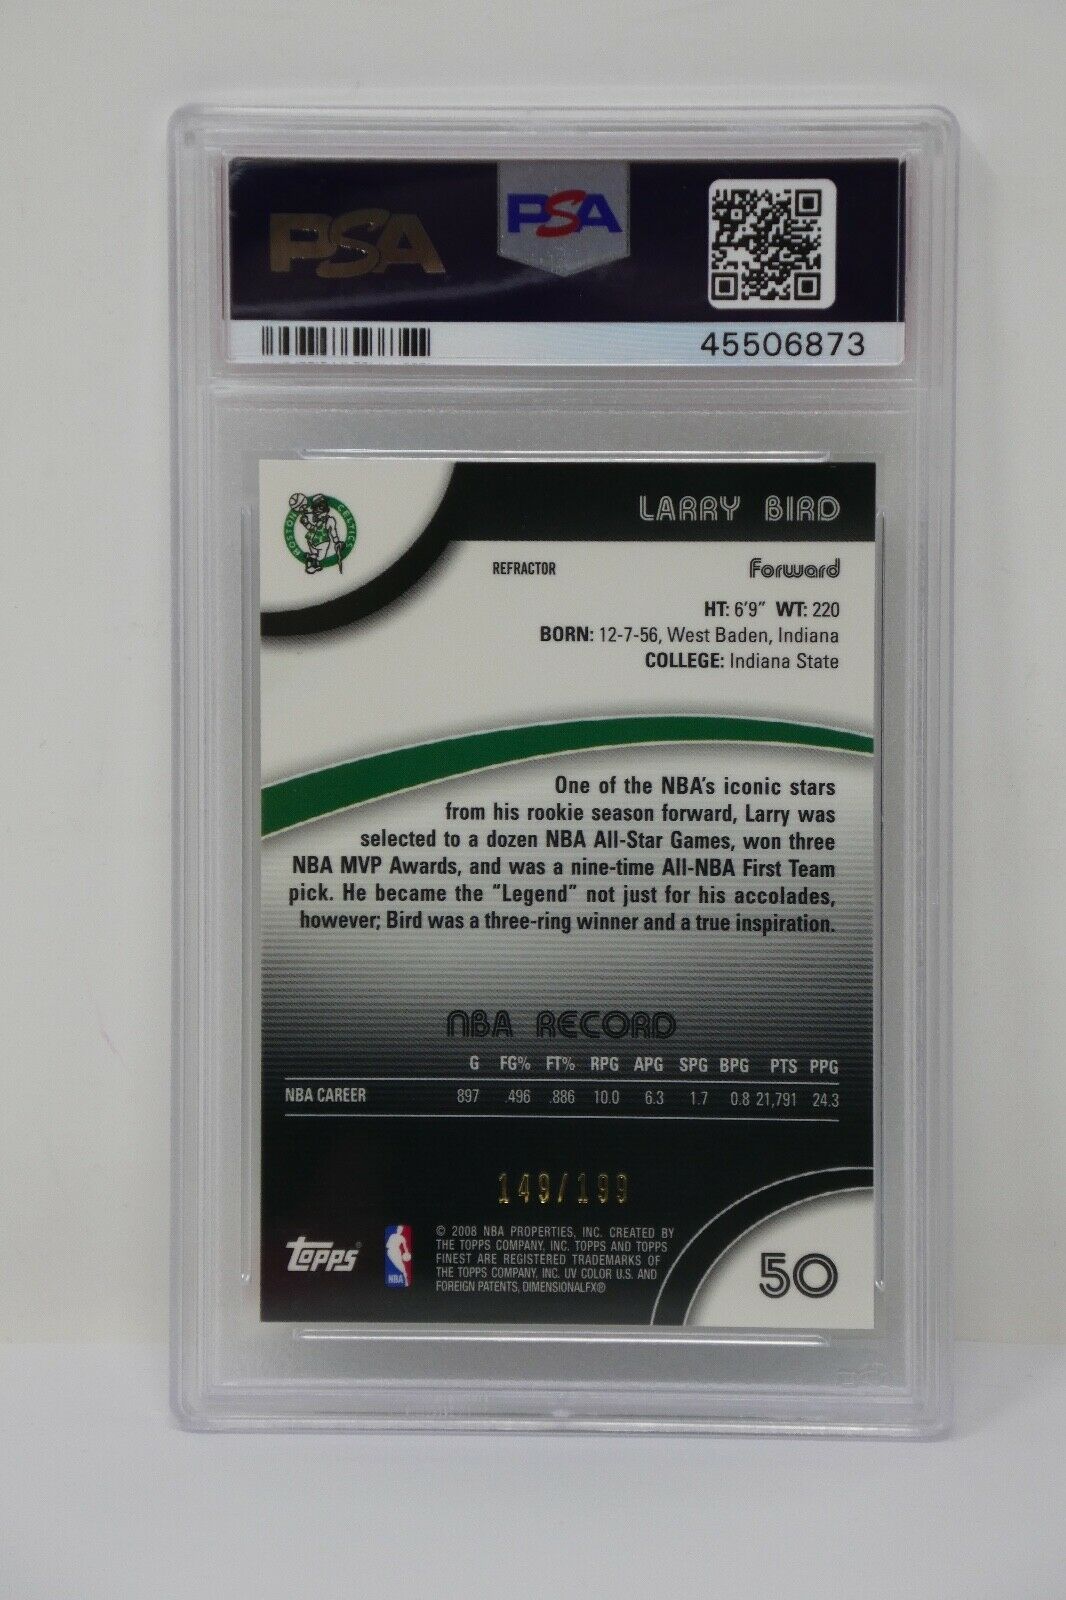 PSA
PSA
45506873
BOSTON CELTICS
LARRY BIRD
REFRACTOR
Forward
HT: 6'9" WT: 220
BORN: 12-7-56, West Baden, Indiana
COLLEGE: Indiana State
One of the NBA's iconic stars
from his rookie season forward, Larry was
selected to a dozen NBA All-Star Games, won three
NBA MVP Awards, and was a nine-time All-NBA First Team
pick. He became the "Legend" not just for his accolades,
however; Bird was a three-ring winner and a true inspiration.
NBA RECORD
G FG% FT% RPG APG SPG BPG PTS PPG
NBA CAREER 897 .496 .886 10.0 6.3 1.7 0.8 21,791 24.3
149/199
© 2008 NBA PROPERTIES, INC. CREATED BY
THE TOPPS COMPANY, INC. TOPPS AND TOPPS
FINEST ARE REGISTERED TRADEMARKS OF
THE TOPPS COMPANY, INC. UV COLOR U.S. AND
FOREIGN PATENTS, DIMENSIONALFX®
TOPPS®
NBA
50